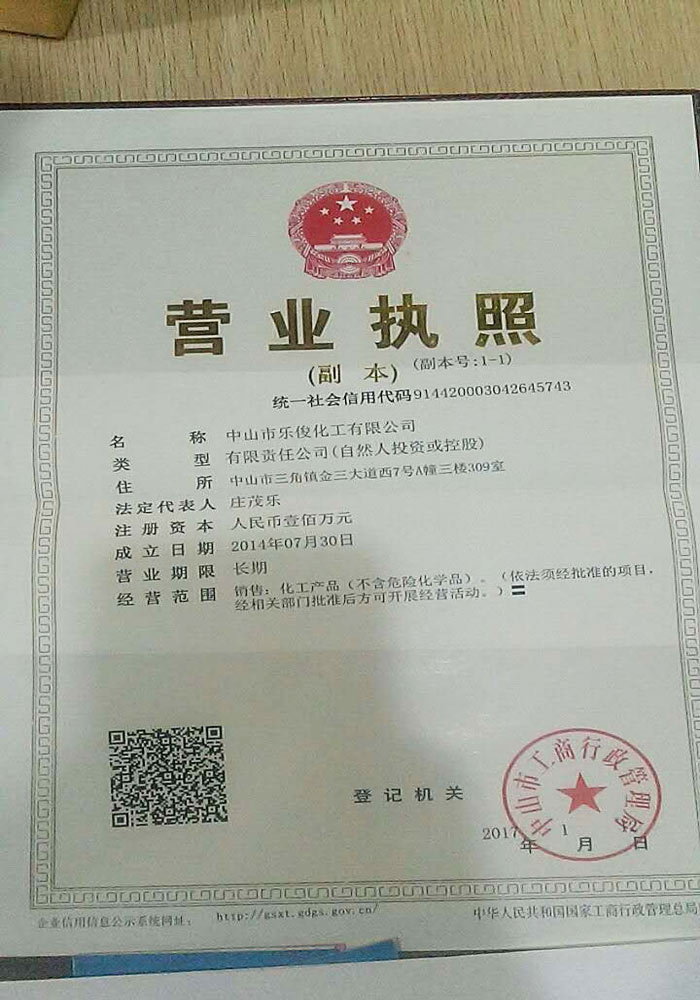 营业执照
(副本)(副本号:1-1)
统一社会信用代码914420003042645743
名称 中山市乐俊化工有限公司
类型 有限责任公司(自然人投资或控股)
住所 中山市三角镇金三大道西7号A幢三楼309室
法定代表人 庄茂乐
注册资本 人民币壹佰万元
成立日期 2014年07月30日
营业期限 长期
经营范围 销售：化工产品（不含危险化学品）。（依法须经批准的项目，
经相关部门批准后方可开展经营活动。）〓
中山市工商行政管理局
登记机关
2017年1月 日
企业信用信息公示系统网址： http://gsxt.gdgs.gov.cn/
中华人民共和国国家工商行政管理总局